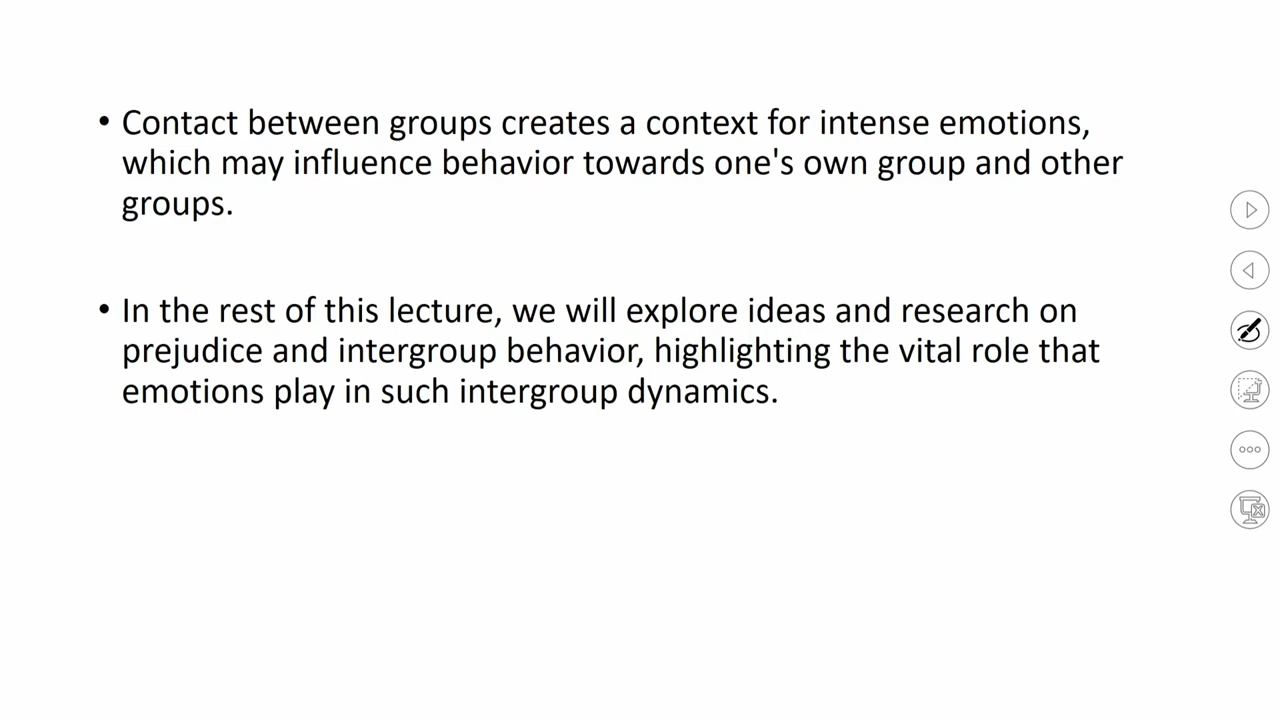 • Contact between groups creates a context for intense emotions,
which may influence behavior towards one's own group and other
groups.
• In the rest of this lecture, we will explore ideas and research on
prejudice and intergroup behavior, highlighting the vital role that
emotions play in such intergroup dynamics.